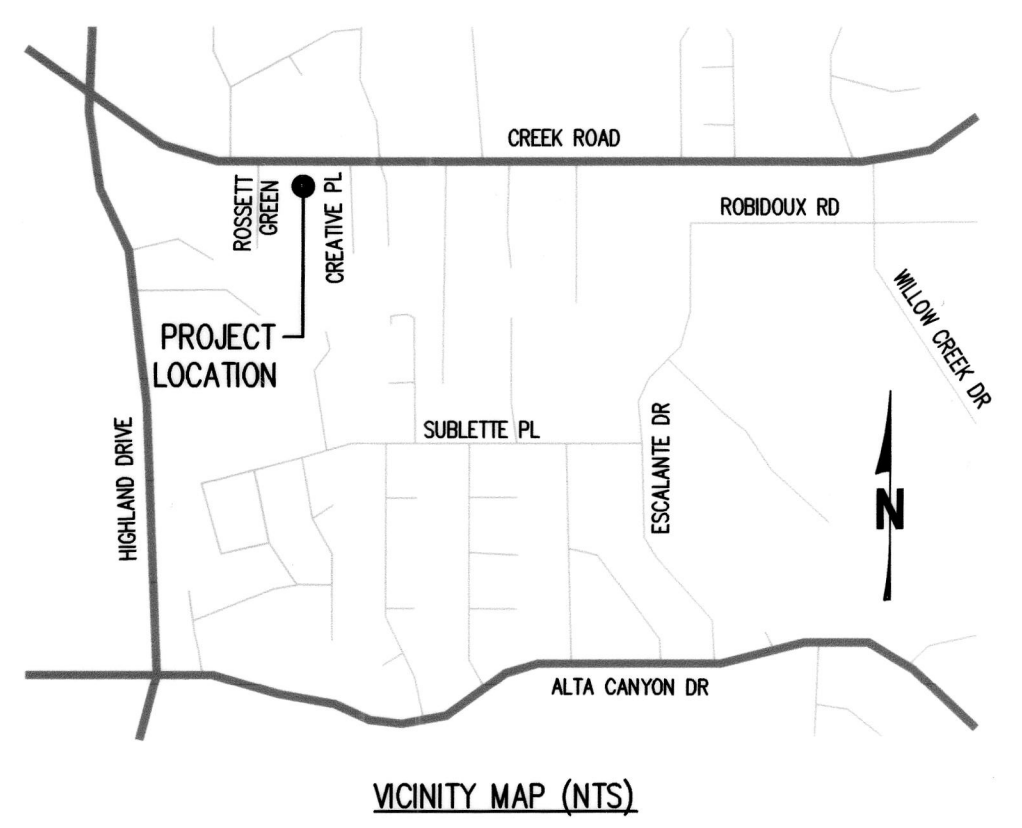 CREEK ROAD
ROSSETT
GREEN
CREATIVE PL
ROBIDOUX RD
WILLOW CREEK DR
PROJECT
LOCATION
HIGHLAND DRIVE
SUBLETTE PL
ESCALANTE DR
N
ALTA CANYON DR
VICINITY MAP (NTS)